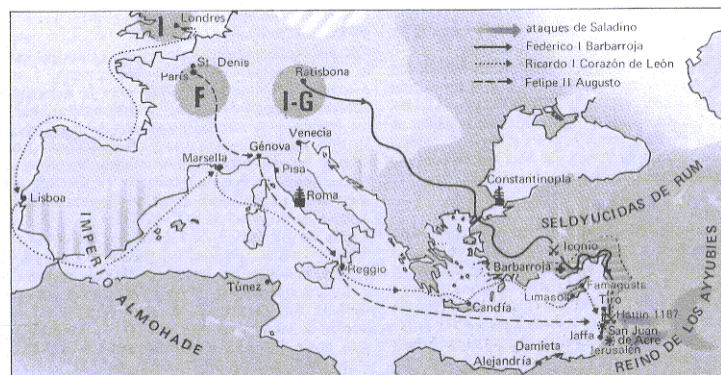 ataques de Saladino
Federico I Barbarroja
Ricardo I Corazón de León
Felipe II Augusto
I
Londres
St. Denis
París
F
Ratisbona
I-G
Génova
Venecia
Marsella
Pisa
Roma
Constantinopla
Lisboa
IMPERIO ALMOHADE
SELDYUCIDAS DE RUM
Iconio
Barbarroja
Reggio
Túnez
Candía
Limasol
Famagusta
Tiro
Hattin 1187
San Juan
de Acre
Jaffa
Jerusalén
Damieta
Alejandría
REINO DE LOS AYYUBIES